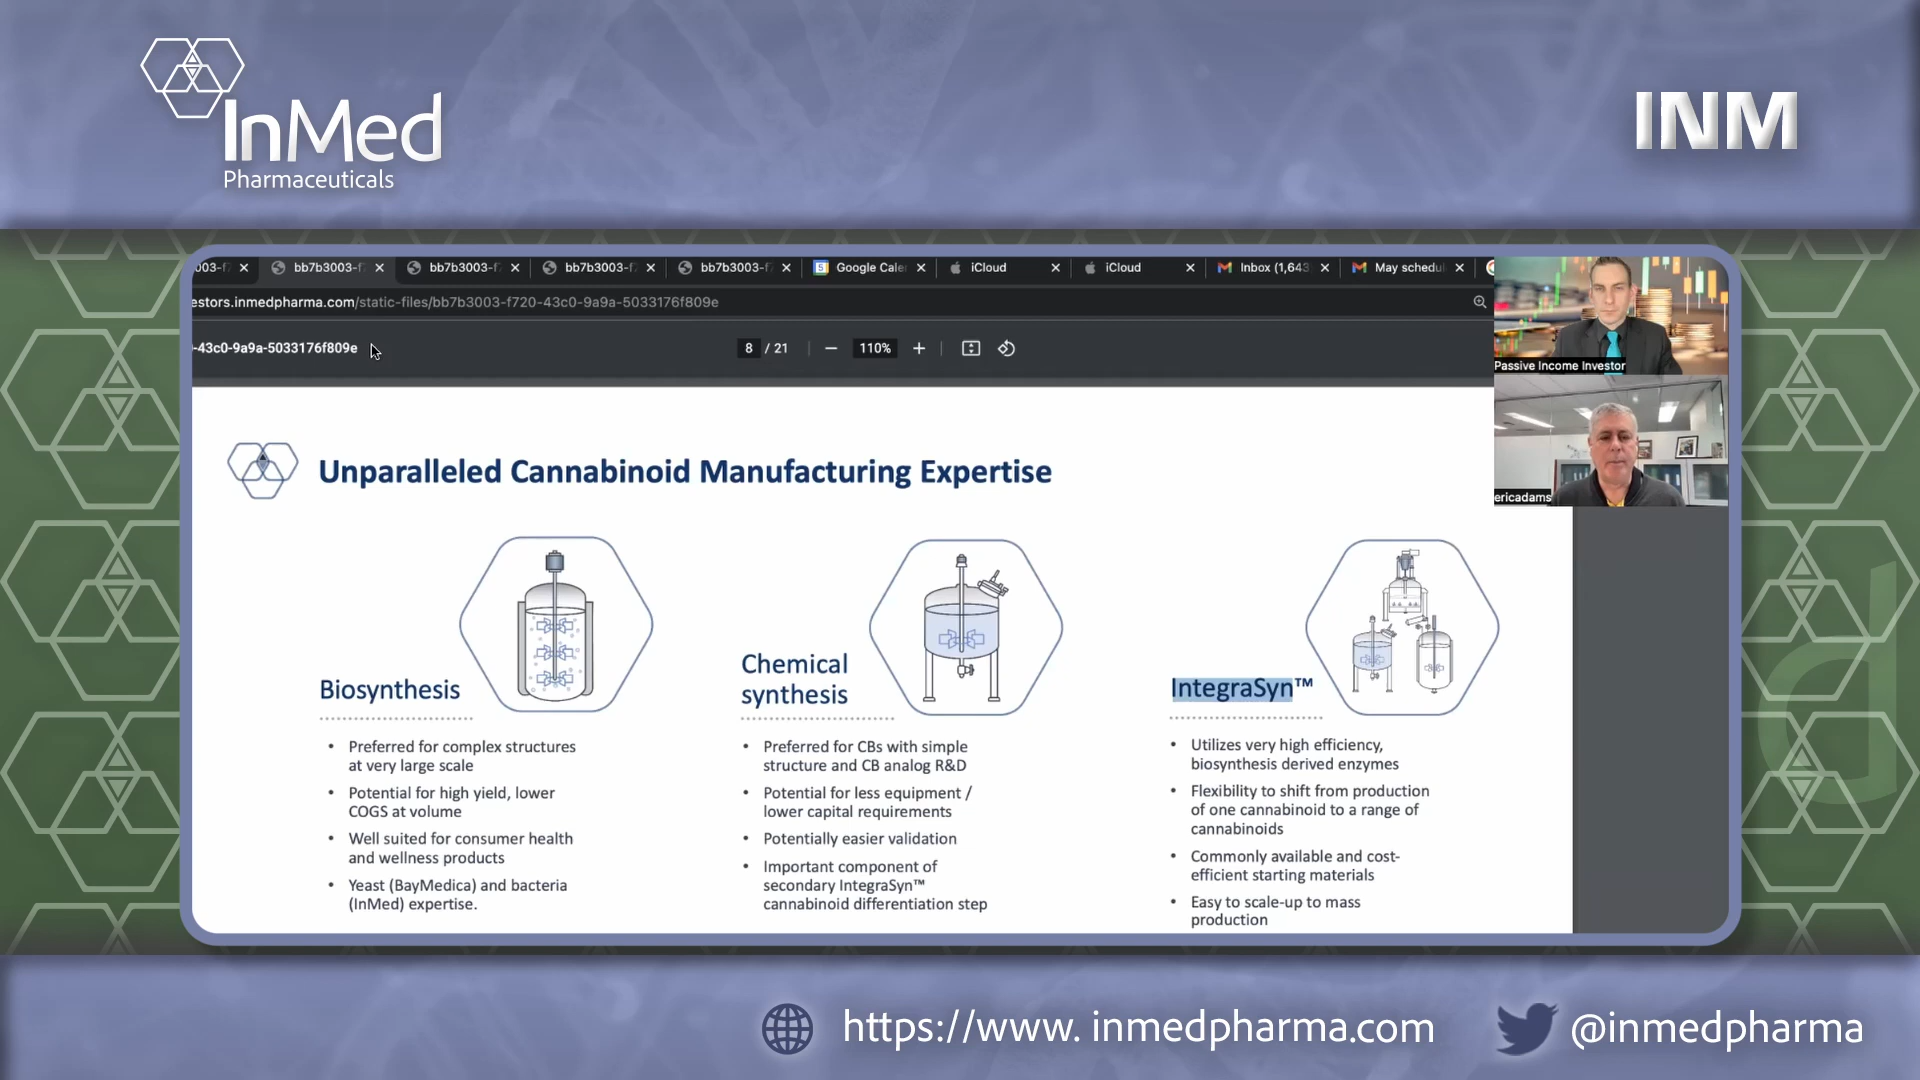 InMed
Pharmaceuticals
INM
003-f
bb7b3003-f
bb7b3003-f
bb7b3003-f
bb7b3003-f
Google Cale
iCloud
iCloud
Inbox (1,643
May schedul
estors.inmedpharma.com/static-files/bb7b3003-f720-43c0-9a9a-5033176f809e
-43c0-9a9a-5033176f809e
8 / 21
110%
Passive Income Investor
ericadams
Unparalleled Cannabinoid Manufacturing Expertise
Biosynthesis
• Preferred for complex structures
at very large scale
• Potential for high yield, lower
COGS at volume
• Well suited for consumer health
and wellness products
• Yeast (BayMedica) and bacteria
(InMed) expertise.
Chemical
synthesis
• Preferred for CBs with simple
structure and CB analog R&D
• Potential for less equipment /
lower capital requirements
• Potentially easier validation
• Important component of
secondary IntegraSyn™
cannabinoid differentiation step
IntegraSyn™
• Utilizes very high efficiency,
biosynthesis derived enzymes
• Flexibility to shift from production
of one cannabinoid to a range of
cannabinoids
• Commonly available and cost-
efficient starting materials
• Easy to scale-up to mass
production
https://www. inmedpharma.com
@inmedpharma